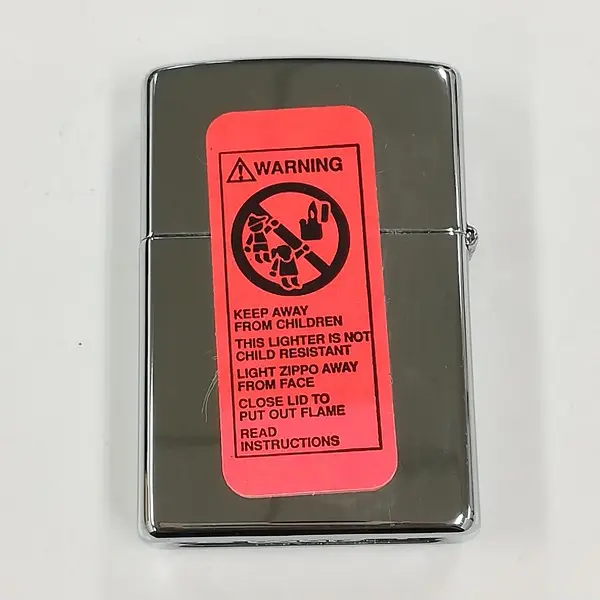 WARNING
KEEP AWAY
FROM CHILDREN
THIS LIGHTER IS NOT
CHILD RESISTANT
LIGHT ZIPPO AWAY
FROM FACE
CLOSE LID TO
PUT OUT FLAME
READ
INSTRUCTIONS